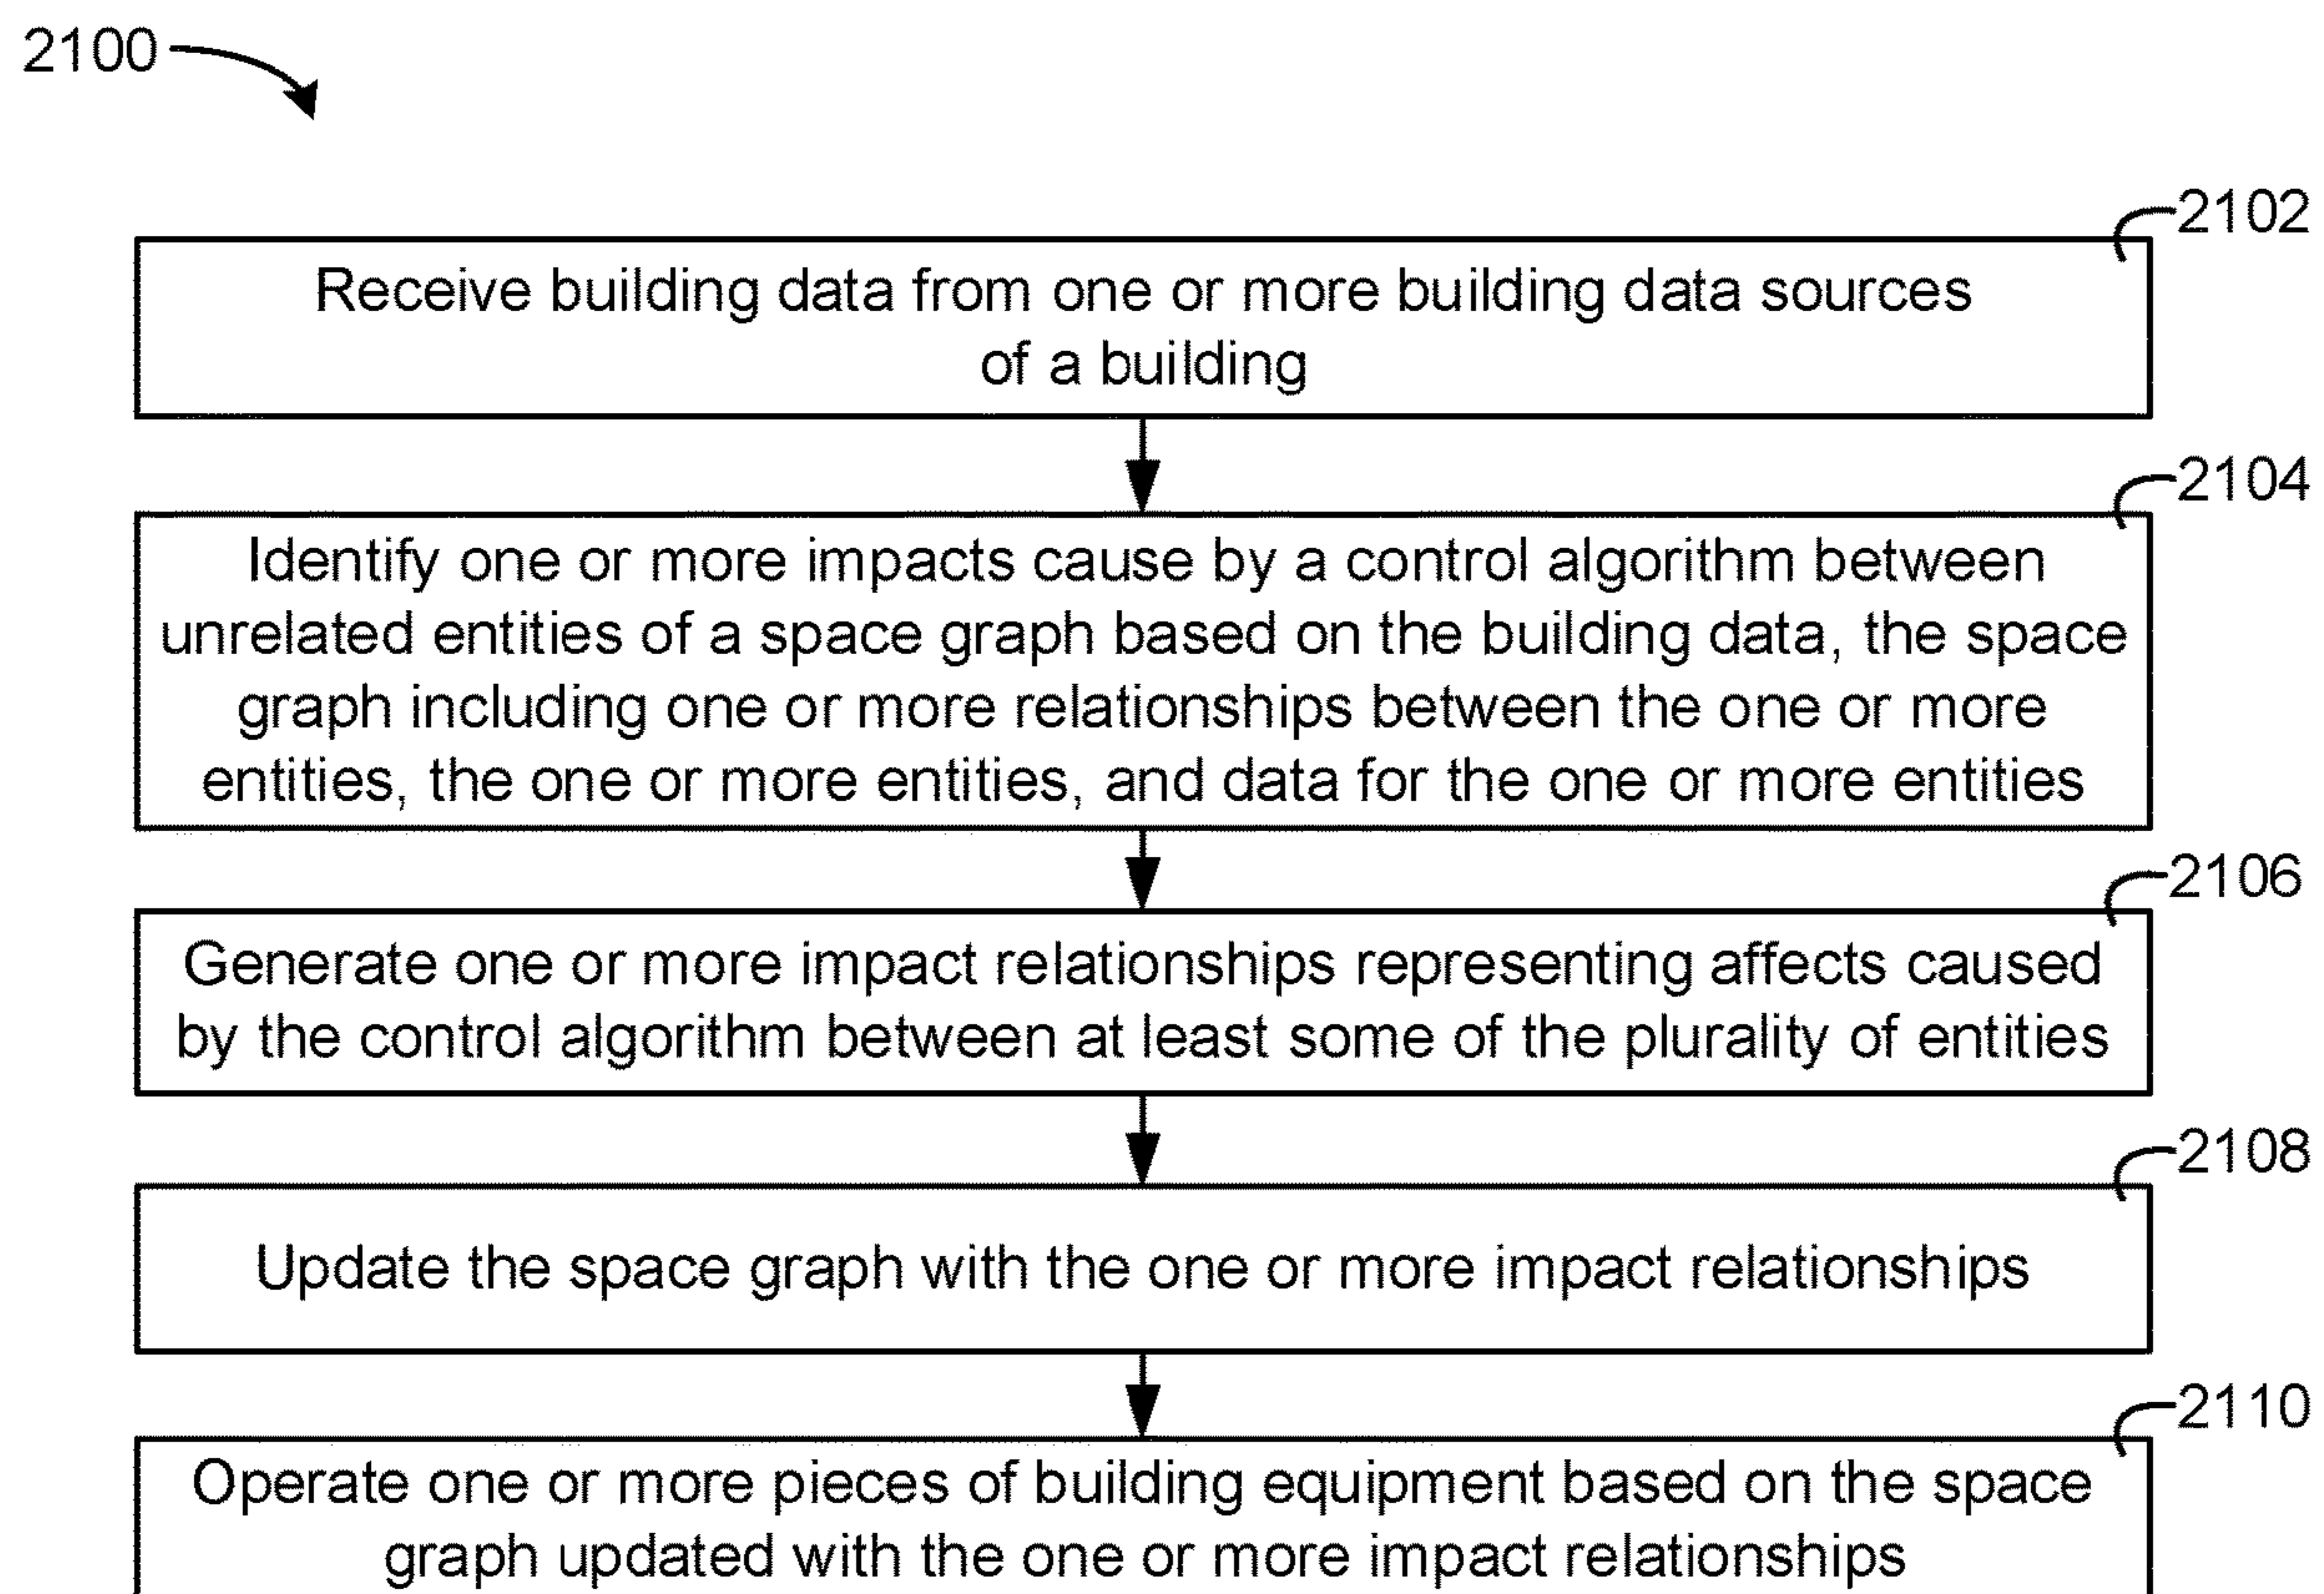 2100
2102
Receive building data from one or more building data sources
of a building
2104
Identify one or more impacts cause by a control algorithm between
unrelated entities of a space graph based on the building data, the space
graph including one or more relationships between the one or more
entities, the one or more entities, and data for the one or more entities
2106
Generate one or more impact relationships representing affects caused
by the control algorithm between at least some of the plurality of entities
2108
Update the space graph with the one or more impact relationships
2110
Operate one or more pieces of building equipment based on the space
graph updated with the one or more impact relationships